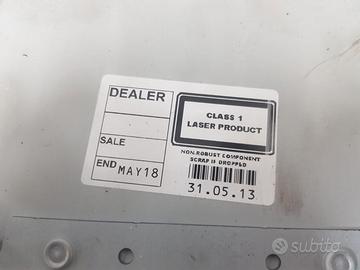 DEALER
CLASS 1
LASER PRODUCT
SALE
NON-ROBUST COMPONENT
SCRAP IF DROPPED
END MAY18
31.05.13
subito